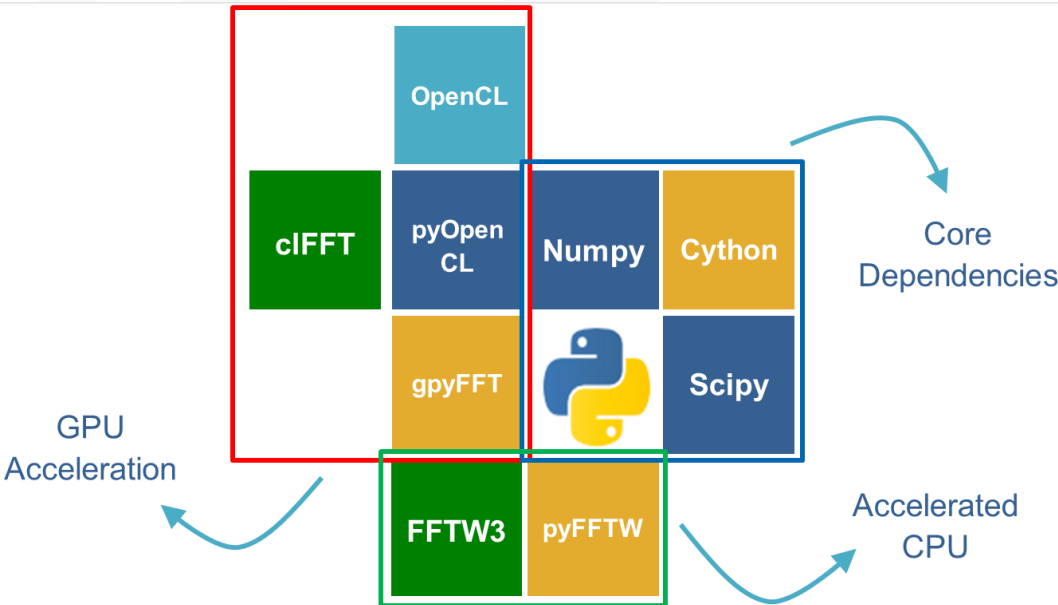 OpenCL
clFFT
pyOpen
CL
Numpy
Cython
Core
Dependencies
gpyFFT
Scipy
GPU
Acceleration
FFTW3
pyFFTW
Accelerated
CPU